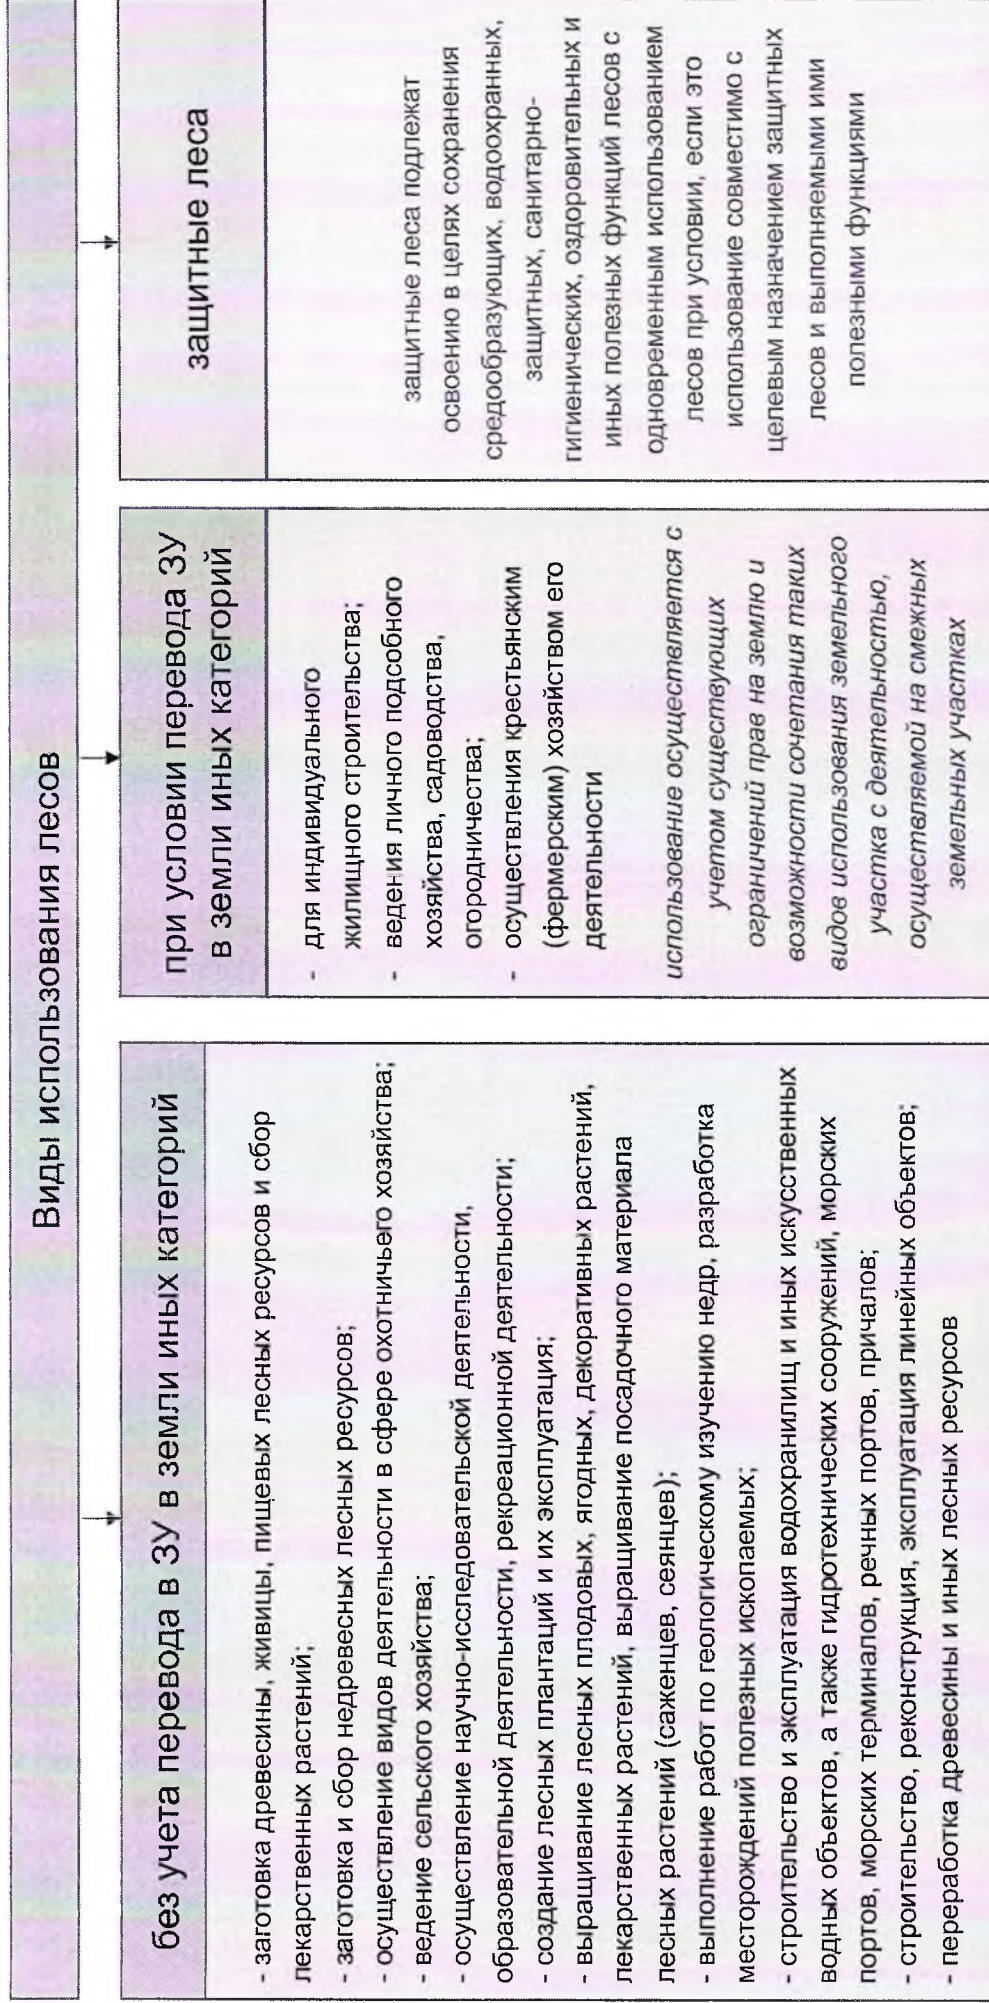 Виды использования лесов
без учета перевода в ЗУ в земли иных категорий
- заготовка древесины, живицы, пищевых лесных ресурсов и сбор
лекарственных растений;
- заготовка и сбор недревесных лесных ресурсов;
- осуществление видов деятельности в сфере охотничьего хозяйства;
- ведение сельского хозяйства;
- осуществление научно-исследовательской деятельности,
образовательной деятельности, рекреационной деятельности;
- создание лесных плантаций и их эксплуатация;
- выращивание лесных плодовых, ягодных, декоративных растений,
лекарственных растений, выращивание посадочного материала
лесных растений (саженцев, сеянцев);
- выполнение работ по геологическому изучению недр, разработка
месторождений полезных ископаемых;
- строительство и эксплуатация водохранилищ и иных искусственных
водных объектов, а также гидротехнических сооружений, морских
портов, морских терминалов, речных портов, причалов;
- строительство, реконструкция, эксплуатация линейных объектов;
- переработка древесины и иных лесных ресурсов
при условии перевода ЗУ
в земли иных категорий
- для индивидуального
жилищного строительства;
- ведения личного подсобного
хозяйства, садоводства,
огородничества;
- осуществления крестьянским
(фермерским) хозяйством его
деятельности
использование осуществляется с
учетом существующих
ограничений прав на землю и
возможности сочетания таких
видов использования земельного
участка с деятельностью,
осуществляемой на смежных
земельных участках
защитные леса
защитные леса подлежат
освоению в целях сохранения
средообразующих, водоохранных,
защитных, санитарно-
гигиенических, оздоровительных и
иных полезных функций лесов с
одновременным использованием
лесов при условии, если это
использование совместимо с
целевым назначением защитных
лесов и выполняемыми ими
полезными функциями